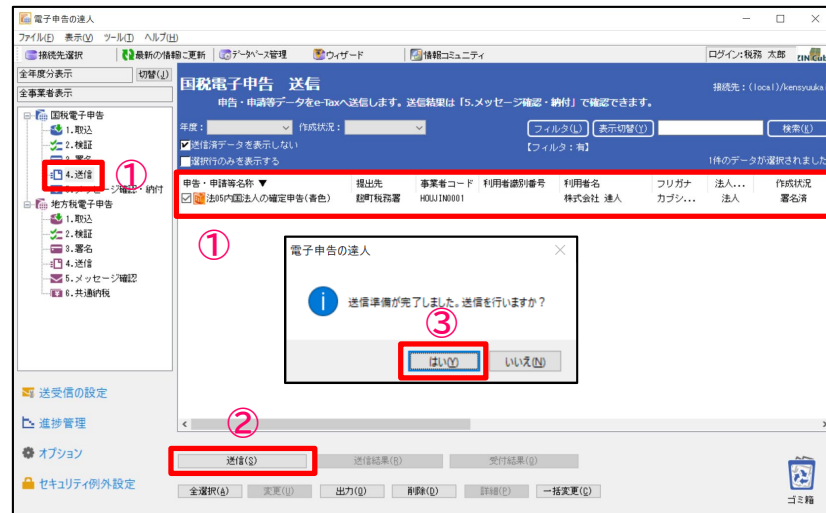 電子申告の達人
ファイル(F) 表示(V) ツール(T) ヘルプ(H)
接続先選択 最新の情報に更新 データベース管理 ウィザード 情報コミュニティ ログイン:税務 太郎
全年度分表示 切替(J)
全事業者表示
国税電子申告
1.取込
2.検証
3.署名
4.送信
①
5.メッセージ確認・納付
地方税電子申告
1.取込
2.検証
3.署名
4.送信
5.メッセージ確認
6.共通納税
送受信の設定
進捗管理
オプション
セキュリティ例外設定
国税電子申告 送信
接続先:(local)/kensyuuka
申告・申請等データをe-Taxへ送信します。送信結果は「5.メッセージ確認・納付」で確認できます。
年度: 作成状況: フィルタ(L) 表示切替(Y) 検索(K)
送信済データを表示しない 【フィルタ:有】
選択行のみを表示する 1件のデータが選択されました
申告・申請等名称 ▼ 提出先 事業者コード 利用者識別番号 利用者名 フリガナ 法人... 作成状況
法05内国法人の確定申告(青色) 麹町税務署 HOUJIN0001 株式会社 達人 カブシ... 法人 署名済
①
電子申告の達人
送信準備が完了しました。送信を行いますか?
③
はい(Y) いいえ(N)
②
送信(S) 送信結果(R) 受付結果(Q)
全選択(A) 変更(U) 出力(O) 削除(D) 詳細(P) 一括変更(C)
ゴミ箱